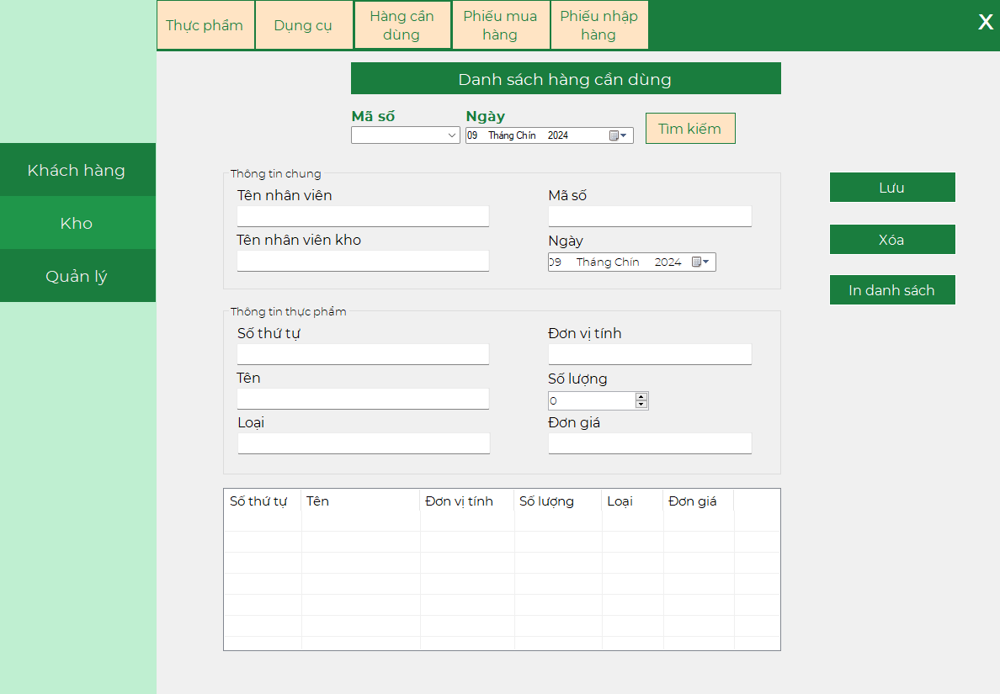 Thực phẩm
Dụng cụ
Hàng cần
dùng
Phiếu mua
hàng
Phiếu nhập
hàng
X
Khách hàng
Kho
Quản lý
Danh sách hàng cần dùng
Mã số
Ngày
09 Tháng Chín 2024
Tìm kiếm
Thông tin chung
Tên nhân viên
Mã số
Tên nhân viên kho
Ngày
09 Tháng Chín 2024
Lưu
Xóa
In danh sách
Thông tin thực phẩm
Số thứ tự
Đơn vị tính
Tên
Số lượng
0
Loại
Đơn giá
Số thứ tự Tên Đơn vị tính Số lượng Loại Đơn giá